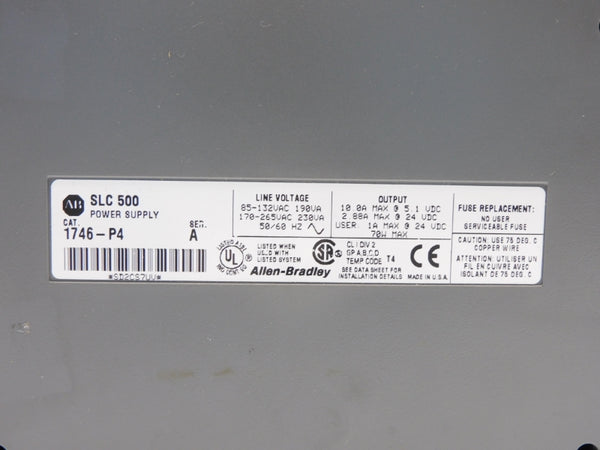 AB
SLC 500
POWER SUPPLY
CAT.
SER.
1746-P4
A
*SD2CS7UU*
LINE VOLTAGE
85-132VAC 190VA
170-265VAC 230VA
50/60 HZ
OUTPUT
10.0A MAX @ 5.1 VDC
2.88A MAX @ 24 VDC
USER 1A MAX @ 24 VDC
70W MAX
FUSE REPLACEMENT:
NO USER
SERVICEABLE FUSE
CAUTION: USE 75 DEG. C
COPPER WIRE
ATTENTION: UTILISER UN
FIL EN CUIVRE AVEC
ISOLANT DE 75 DEG. C
UL
LISTED WHEN
USED WITH
LISTED SYSTEM
Allen-Bradley
CL I DIV 2
GP A,B,C,D
TEMP CODE T4
SEE DATA SHEET FOR
INSTALLATION DETAILS
CE
MADE IN U.S.A.